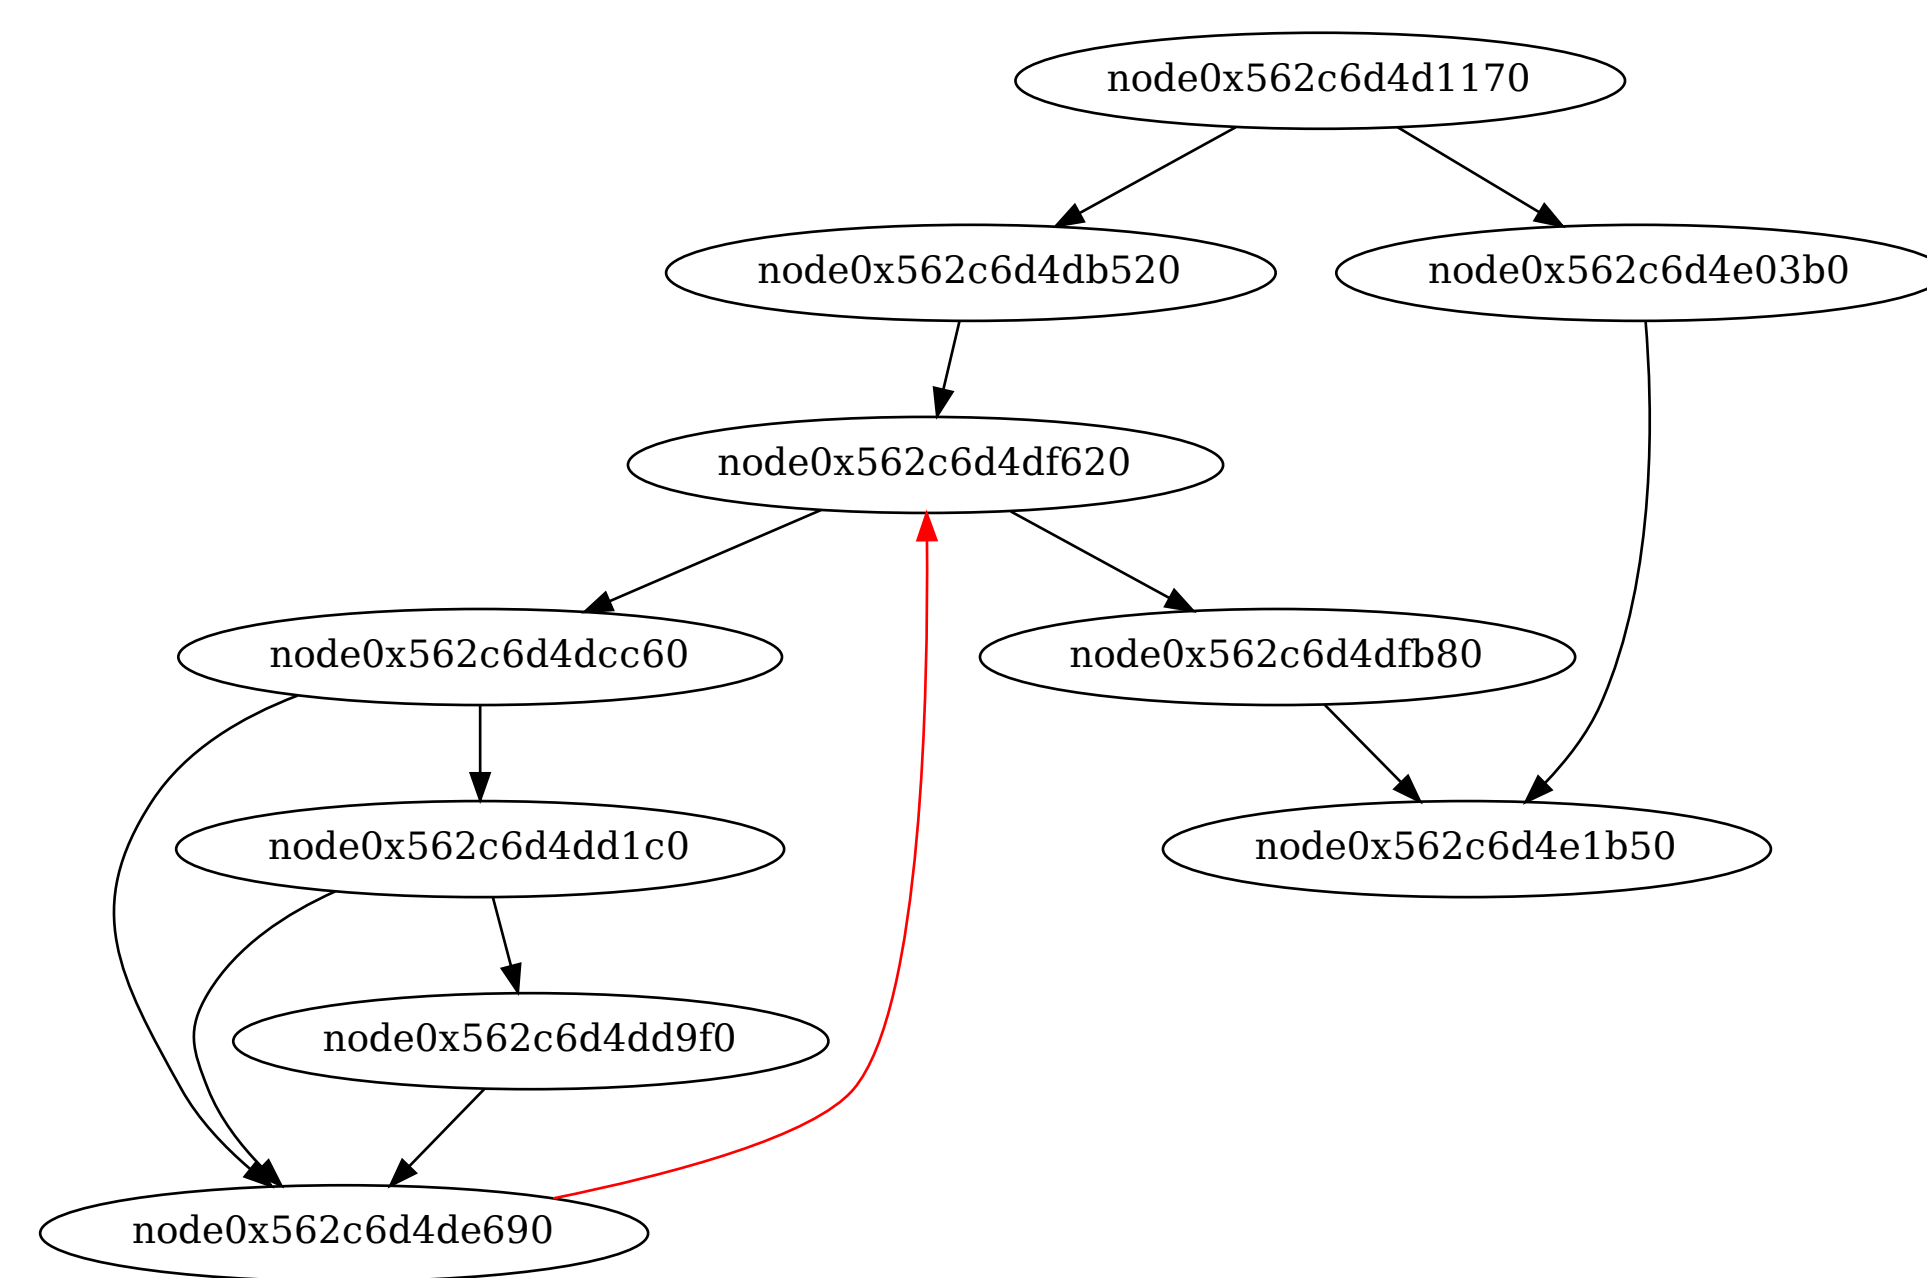 node0x562c6d4d1170
node0x562c6d4db520
node0x562c6d4e03b0
node0x562c6d4df620
node0x562c6d4dcc60
node0x562c6d4dfb80
node0x562c6d4dd1c0
node0x562c6d4e1b50
node0x562c6d4dd9f0
node0x562c6d4de690